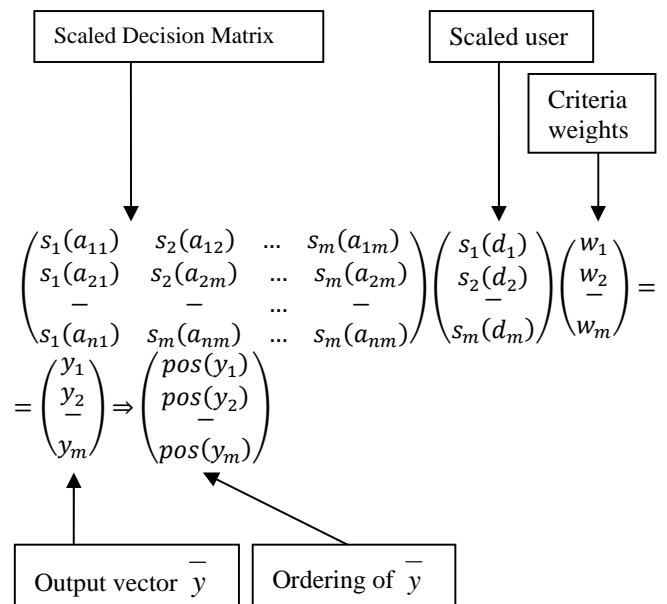 Scaled Decision Matrix
Scaled user
Criteria
weights
s₁(a₁₁) s₂(a₁₂) … sₘ(a₁ₘ) s₁(d₁) w₁
s₁(a₂₁) s₂(a₂ₘ) … sₘ(a₂ₘ) s₂(d₂) w₂
− − … − − − =
s₁(aₙ₁) sₘ(aₙₘ) … sₘ(aₙₘ) sₘ(dₘ) wₘ
y₁ pos(y₁)
= y₂ ⇒ pos(y₂)
− −
yₘ pos(yₘ)
Output vector y̅
Ordering of y̅